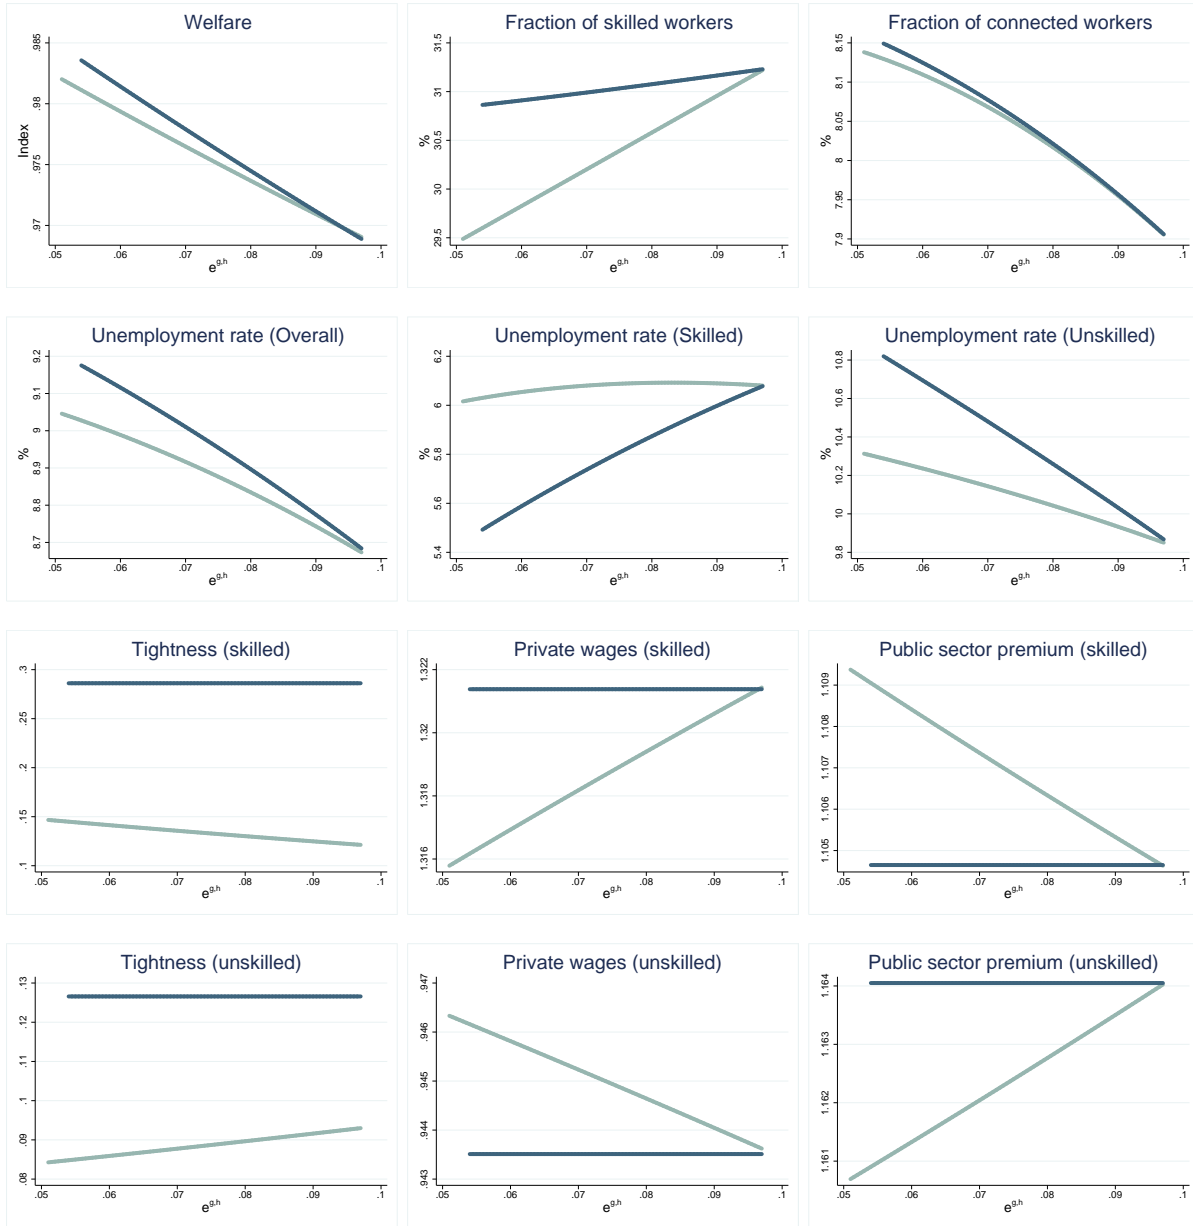 Welfare
Index
.985
.98
.975
.97
.05 .06 .07 .08 .09 .1
e^{g,h}
Fraction of skilled workers
%
31.5
31
30.5
30
29.5
.05 .06 .07 .08 .09 .1
e^{g,h}
Fraction of connected workers
%
8.15
8.1
8.05
8
7.95
7.9
.05 .06 .07 .08 .09 .1
e^{g,h}
Unemployment rate (Overall)
%
9.2
9.1
9
8.9
8.8
8.7
.05 .06 .07 .08 .09 .1
e^{g,h}
Unemployment rate (Skilled)
%
6.2
6
5.8
5.6
5.4
.05 .06 .07 .08 .09 .1
e^{g,h}
Unemployment rate (Unskilled)
%
10.8
10.6
10.4
10.2
10
9.8
.05 .06 .07 .08 .09 .1
e^{g,h}
Tightness (skilled)
.3
.25
.2
.15
.1
.05 .06 .07 .08 .09 .1
e^{g,h}
Private wages (skilled)
1.322
1.32
1.318
1.316
.05 .06 .07 .08 .09 .1
e^{g,h}
Public sector premium (skilled)
1.109
1.108
1.107
1.106
1.105
.05 .06 .07 .08 .09 .1
e^{g,h}
Tightness (unskilled)
.13
.12
.11
.1
.09
.08
.05 .06 .07 .08 .09 .1
e^{g,h}
Private wages (unskilled)
.947
.946
.945
.944
.943
.05 .06 .07 .08 .09 .1
e^{g,h}
Public sector premium (unskilled)
1.164
1.163
1.162
1.161
.05 .06 .07 .08 .09 .1
e^{g,h}